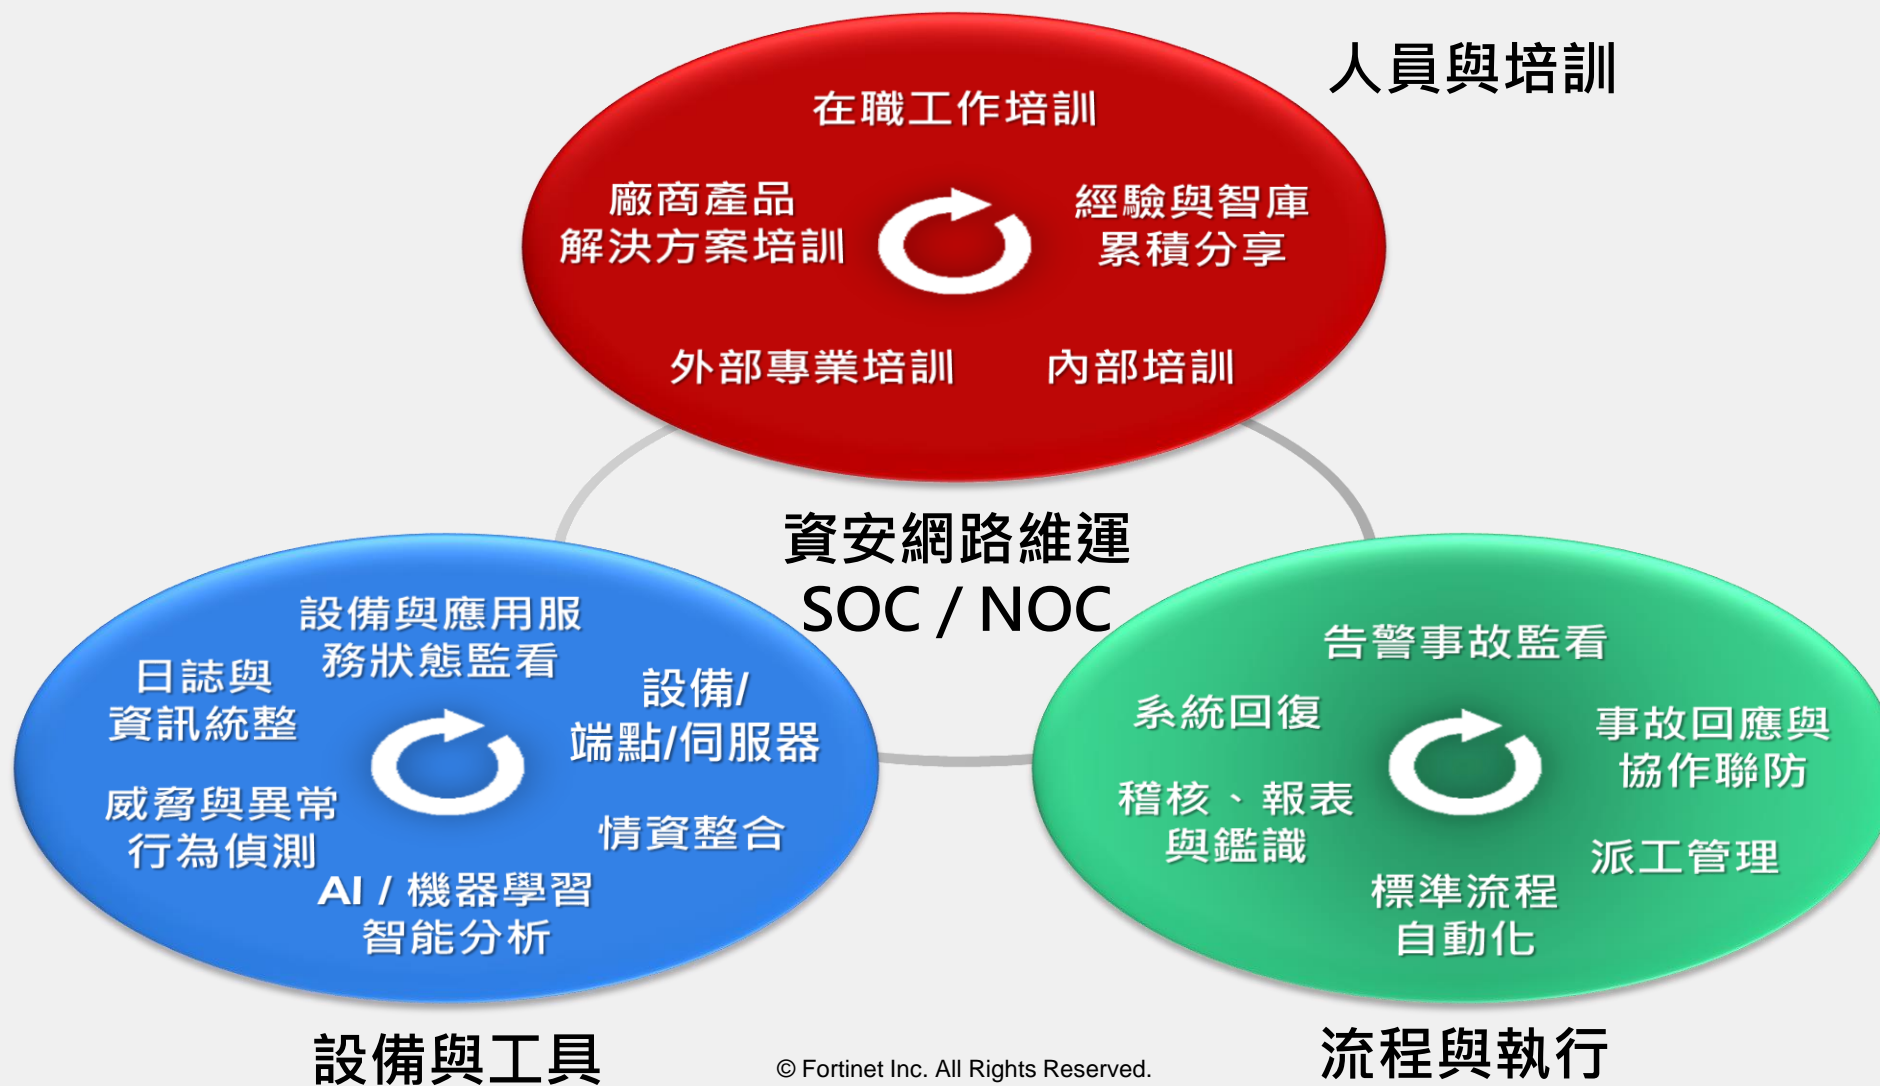 人員與培訓
在職工作培訓
廠商產品
解決方案培訓
經驗與智庫
累積分享
外部專業培訓
內部培訓
資安網路維運
SOC / NOC
設備與應用服
務狀態監看
日誌與
資訊統整
設備/
端點/伺服器
威脅與異常
行為偵測
情資整合
AI / 機器學習
智能分析
設備與工具
告警事故監看
系統回復
事故回應與
協作聯防
稽核、報表
與鑑識
派工管理
標準流程
自動化
流程與執行
© Fortinet Inc. All Rights Reserved.